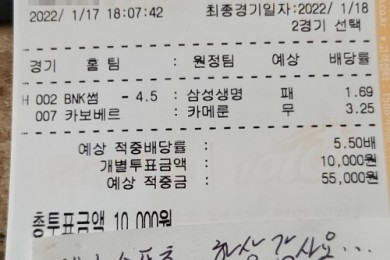 2022/ 1/17 18:07:42 최종경기일자:2022/ 1/18
2경기 선택
경기 홈 팀 : 원정팀 예상 배당률
H 002 BNK썸 - 4.5 : 삼성생명 패 1.69
007 카보베르 : 카메룬 무 3.25
예상 적중배당률 : 5.50배
개별투표금액 : 10,000원
예상 적중금 : 55,000원
총투표금액 10,000원
항상 감사요...